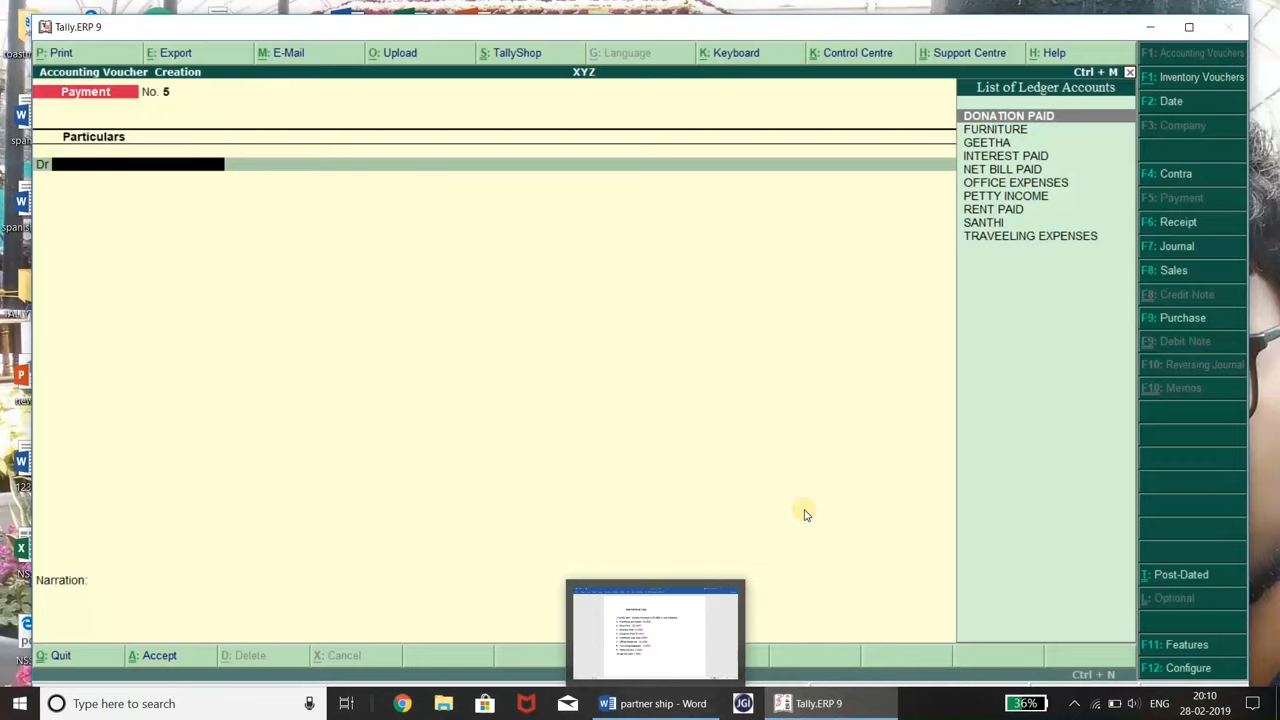 Tally.ERP 9
P: Print
E: Export
M: E-Mail
O: Upload
S: TallyShop
G: Language
K: Keyboard
K: Control Centre
H: Support Centre
H: Help
Accounting Voucher Creation
XYZ
Ctrl + M
Payment No. 5
Particulars
Dr
List of Ledger Accounts
DONATION PAID
FURNITURE
GEETHA
INTEREST PAID
NET BILL PAID
OFFICE EXPENSES
PETTY INCOME
RENT PAID
SANTHI
TRAVEELING EXPENSES
F1: Accounting Vouchers
F1: Inventory Vouchers
F2: Date
F3: Company
F4: Contra
F5: Payment
F6: Receipt
F7: Journal
F8: Sales
F8: Credit Note
F9: Purchase
F9: Debit Note
F10: Reversing Journal
F10: Memos
T: Post-Dated
L: Optional
F11: Features
F12: Configure
Narration:
Q: Quit
A: Accept
D: Delete
X: Cancel
Ctrl + N
Type here to search
partner ship - Word
JGI
Tally.ERP 9
36%
ENG
20:10
28-02-2019